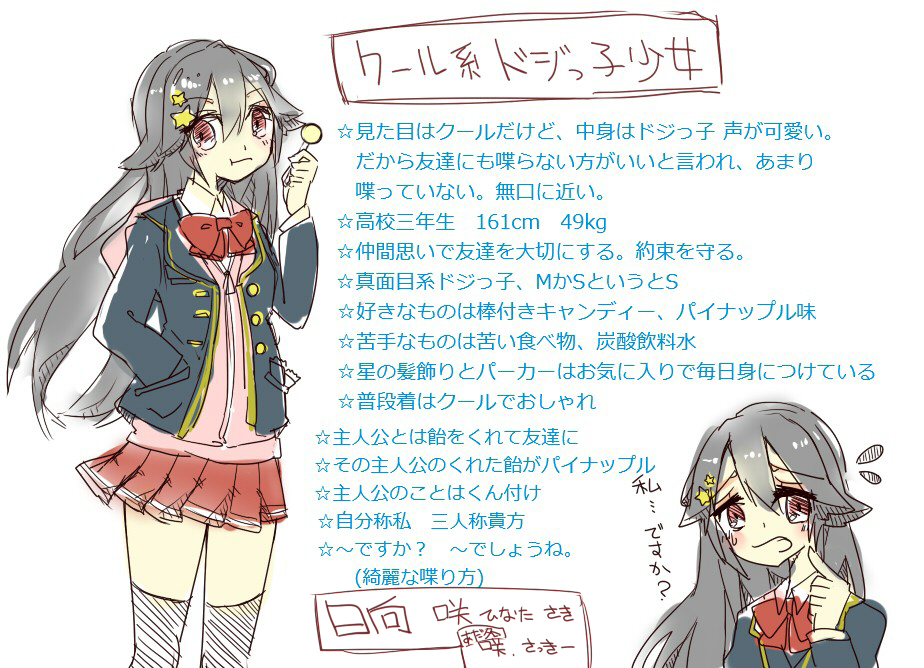 クール系ドジっ子少女
☆見た目はクールだけど、中身はドジっ子 声が可愛い。
だから友達にも喋らない方がいいと言われ、あまり
喋っていない。無口に近い。
☆高校三年生　161cm　49kg
☆仲間思いで友達を大切にする。約束を守る。
☆真面目系ドジっ子、MかSというとS
☆好きなものは棒付きキャンディー、パイナップル味
☆苦手なものは苦い食べ物、炭酸飲料水
☆星の髪飾りとパーカーはお気に入りで毎日身につけている
☆普段着はクールでおしゃれ
☆主人公とは飴をくれて友達に
☆その主人公のくれた飴がパイナップル
☆主人公のことはくん付け
☆自分称私　三人称貴方
☆～ですか？　～でしょうね。
(綺麗な喋り方)
私…ですか？
日向 咲 ひなた さき
咲、さっきー